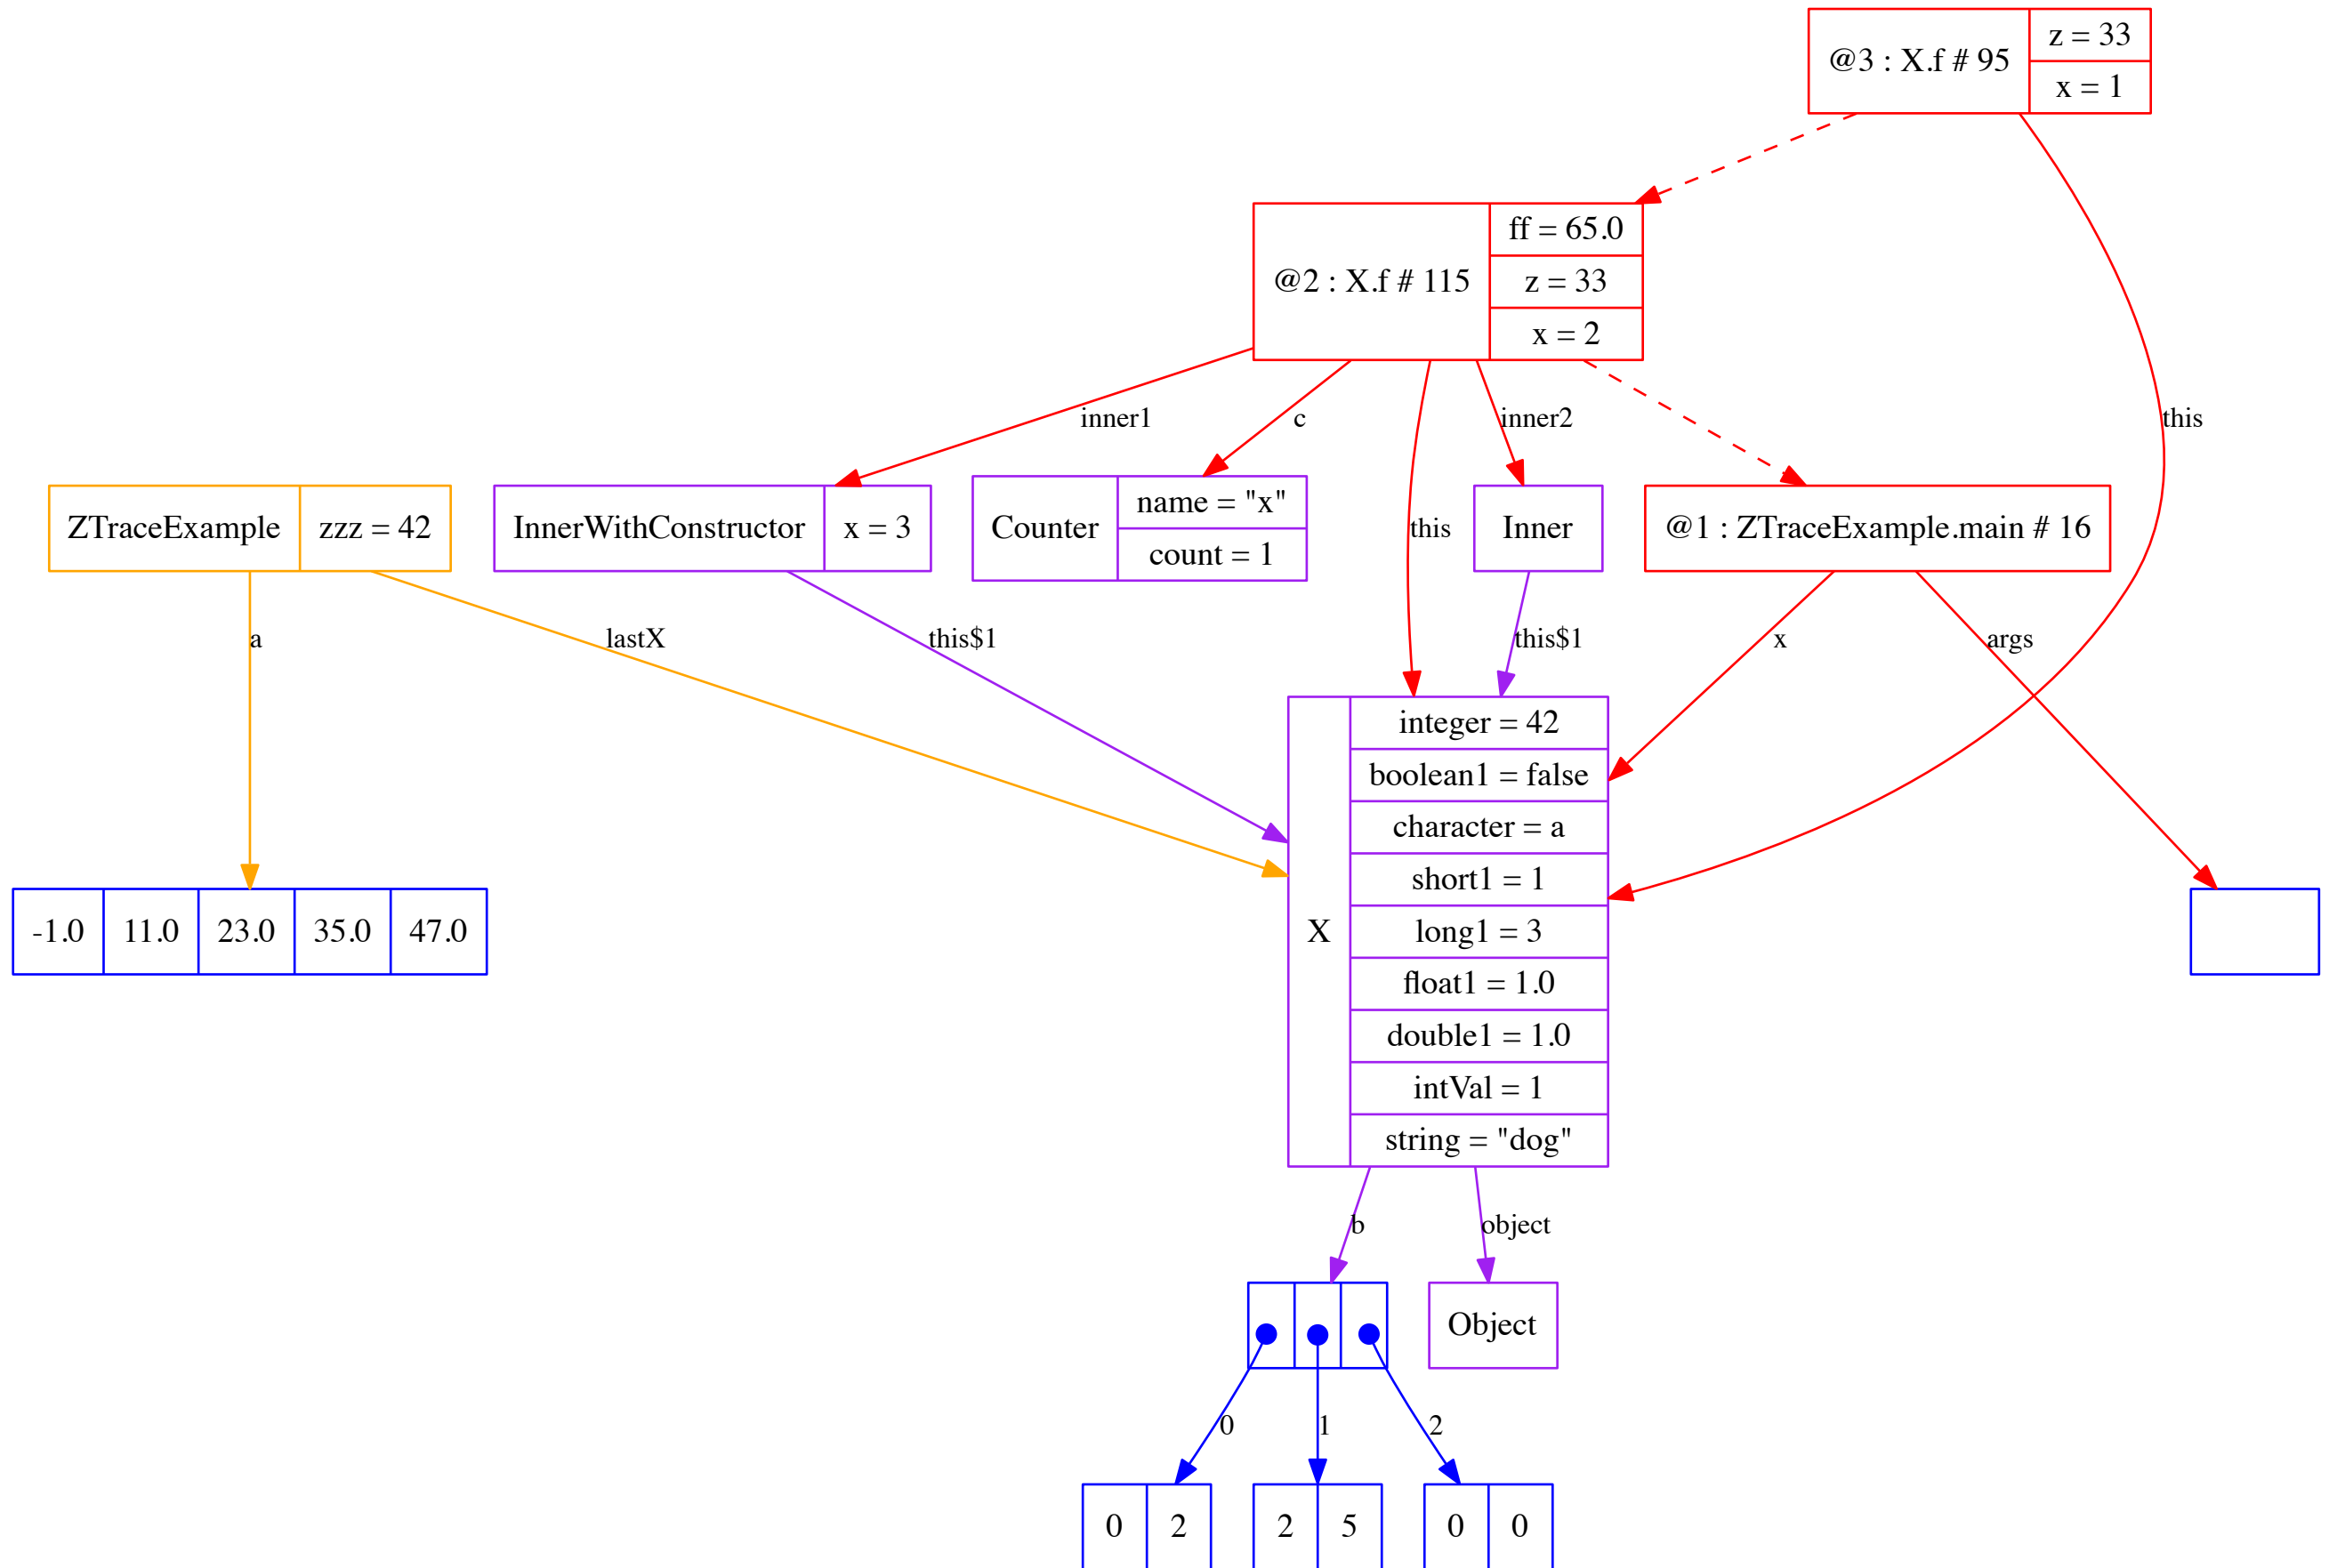 @3 : X.f # 95
z = 33
x = 1
@2 : X.f # 115
ff = 65.0
z = 33
x = 2
inner1
c
inner2
this
ZTraceExample
zzz = 42
InnerWithConstructor
x = 3
Counter
name = "x"
count = 1
this
Inner
@1 : ZTraceExample.main # 16
a
lastX
this$1
this$1
x
args
X
integer = 42
boolean1 = false
character = a
short1 = 1
long1 = 3
float1 = 1.0
double1 = 1.0
intVal = 1
string = "dog"
-1.0
11.0
23.0
35.0
47.0
b
object
Object
0
1
2
0
2
2
5
0
0